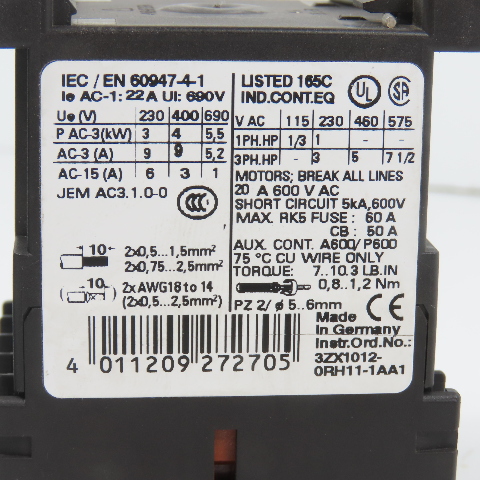 IEC / EN 60947-4-1
Ie AC-1: 22 A UI: 690V
Ue (V) 230 400 690
P AC-3(kW) 3 4 5,5
AC-3 (A) 9 9 5,2
AC-15 (A) 6 3 1
JEM AC3.1.0-0
CCC
10
2x0,5...1,5mm²
2x0,75...2,5mm²
10
2x AWG18 to 14
(2x0,5...2,5mm²)
4 011209 272705
LISTED 165C
IND.CONT.EQ
UL
SA
V AC 115 230 460 575
1PH.HP 1/3 1 - -
3PH.HP - 3 5 7 1/2
MOTORS; BREAK ALL LINES
20 A 600 V AC
SHORT CIRCUIT 5kA,600V
MAX. RK5 FUSE : 60 A
CB : 50 A
AUX. CONT. A600/P600
75 °C CU WIRE ONLY
TORQUE: 7...10.3 LB.IN
0,8...1,2 Nm
PZ 2/ ø 5...6mm
Made CE
in Germany
Instr.Ord.No.:
3ZX1012-
0RH11-1AA1